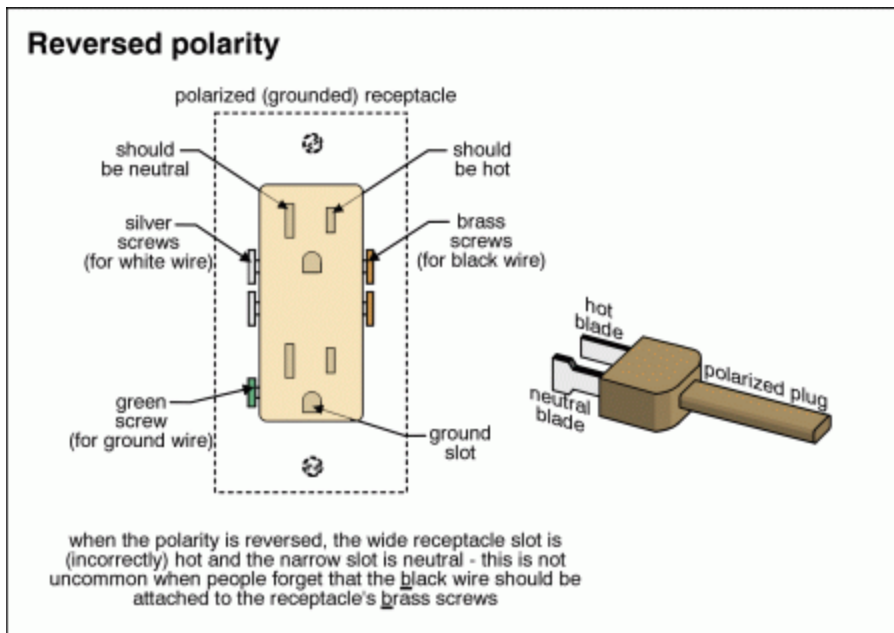 Reversed polarity
polarized (grounded) receptacle
should
be neutral
should
be hot
silver
screws
(for white wire)
brass
screws
(for black wire)
hot
blade
polarized plug
neutral
blade
green
screw
(for ground wire)
ground
slot
when the polarity is reversed, the wide receptacle slot is
(incorrectly) hot and the narrow slot is neutral - this is not
uncommon when people forget that the black wire should be
attached to the receptacle's brass screws